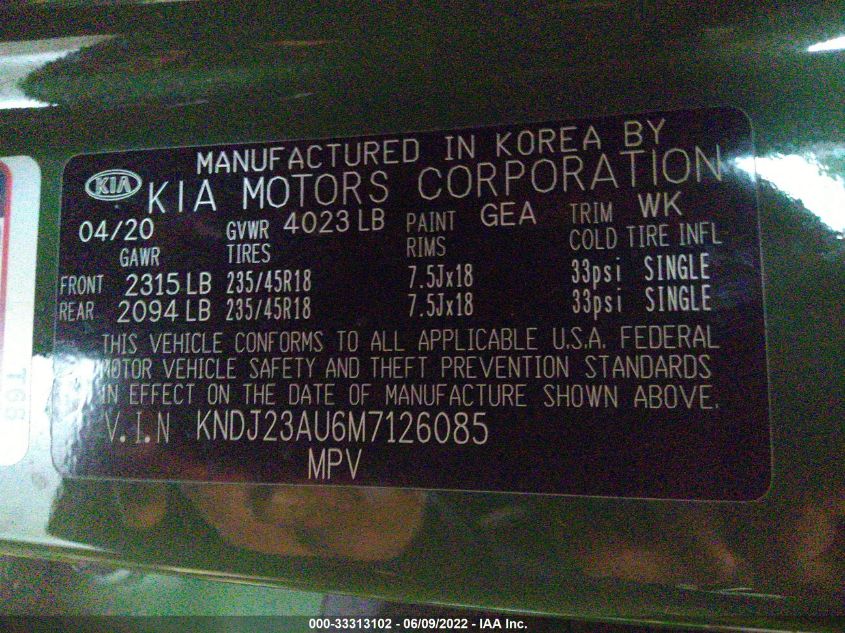 MANUFACTURED IN KOREA BY
KIA KIA MOTORS CORPORATION
04/20 GVWR 4023 LB PAINT GEA TRIM WK
GAWR TIRES RIMS COLD TIRE INFL
FRONT 2315 LB 235/45R18 7.5Jx18 33psi SINGLE
REAR 2094 LB 235/45R18 7.5Jx18 33psi SINGLE
THIS VEHICLE CONFORMS TO ALL APPLICABLE U.S.A. FEDERAL
MOTOR VEHICLE SAFETY AND THEFT PREVENTION STANDARDS
IN EFFECT ON THE DATE OF MANUFACTURE SHOWN ABOVE.
V.I.N KNDJ23AU6M7126085
MPV
T66
000-33313102 - 06/09/2022 - IAA Inc.